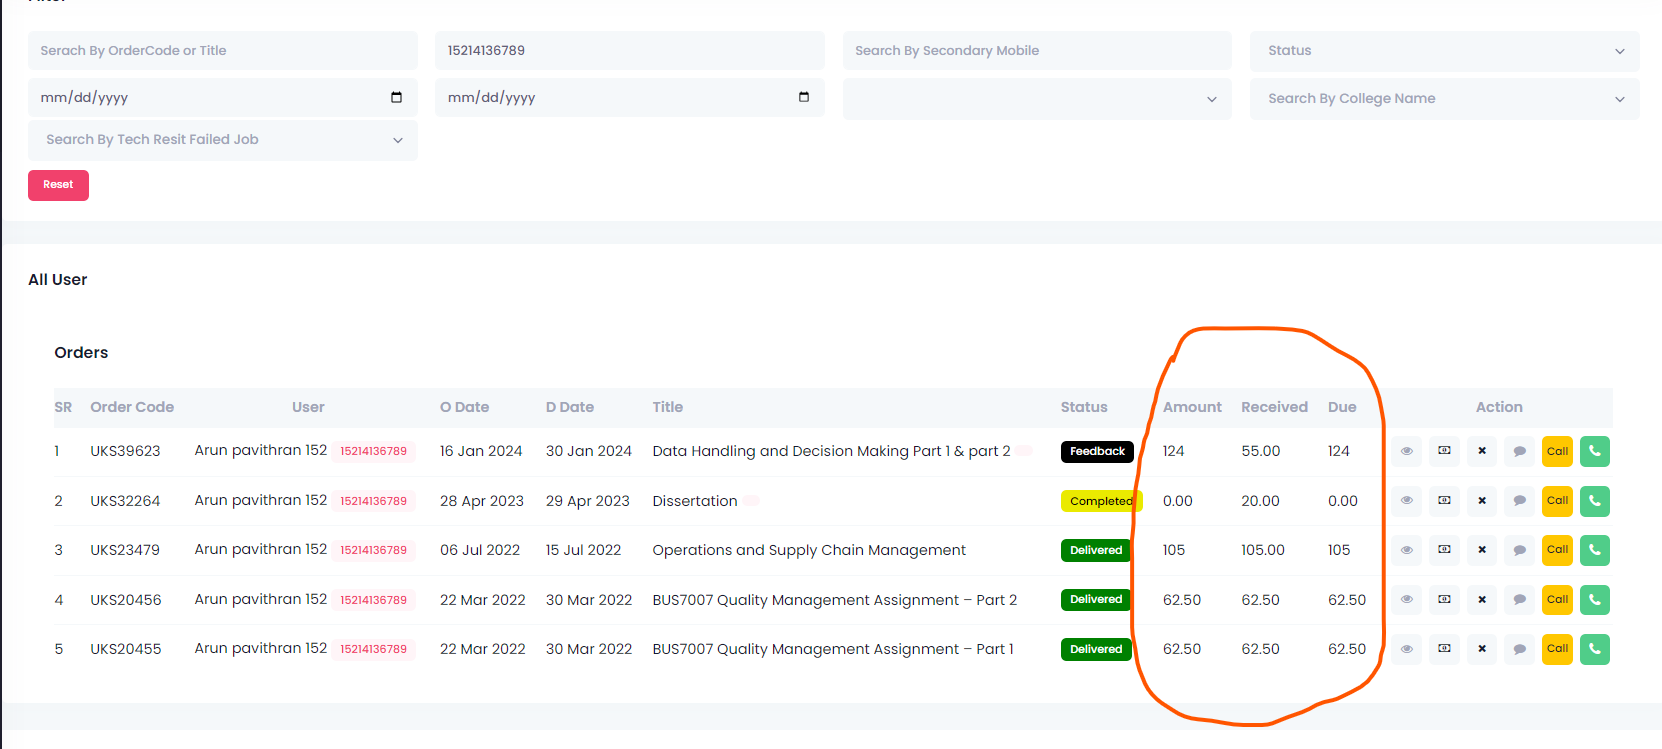 Filter
Serach By OrderCode or Title 15214136789 Search By Secondary Mobile Status
mm/dd/yyyy mm/dd/yyyy Search By College Name
Search By Tech Resit Failed Job
Reset
All User
Orders
SR Order Code User O Date D Date Title Status Amount Received Due Action
1 UKS39623 Arun pavithran 152 15214136789 16 Jan 2024 30 Jan 2024 Data Handling and Decision Making Part 1 & part 2 Feedback 124 55.00 124 Call
2 UKS32264 Arun pavithran 152 15214136789 28 Apr 2023 29 Apr 2023 Dissertation Completed 0.00 20.00 0.00 Call
3 UKS23479 Arun pavithran 152 15214136789 06 Jul 2022 15 Jul 2022 Operations and Supply Chain Management Delivered 105 105.00 105 Call
4 UKS20456 Arun pavithran 152 15214136789 22 Mar 2022 30 Mar 2022 BUS7007 Quality Management Assignment – Part 2 Delivered 62.50 62.50 62.50 Call
5 UKS20455 Arun pavithran 152 15214136789 22 Mar 2022 30 Mar 2022 BUS7007 Quality Management Assignment – Part 1 Delivered 62.50 62.50 62.50 Call